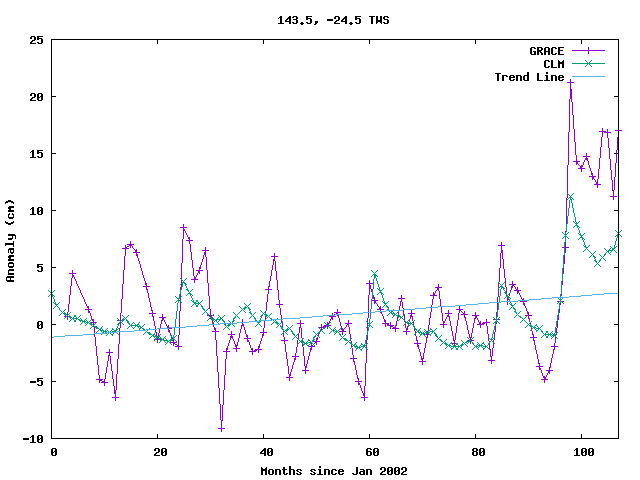 143.5, -24.5 TWS
GRACE
CLM
Trend Line
Anomaly (cm)
25
20
15
10
5
0
-5
-10
0 20 40 60 80 100
Months since Jan 2002